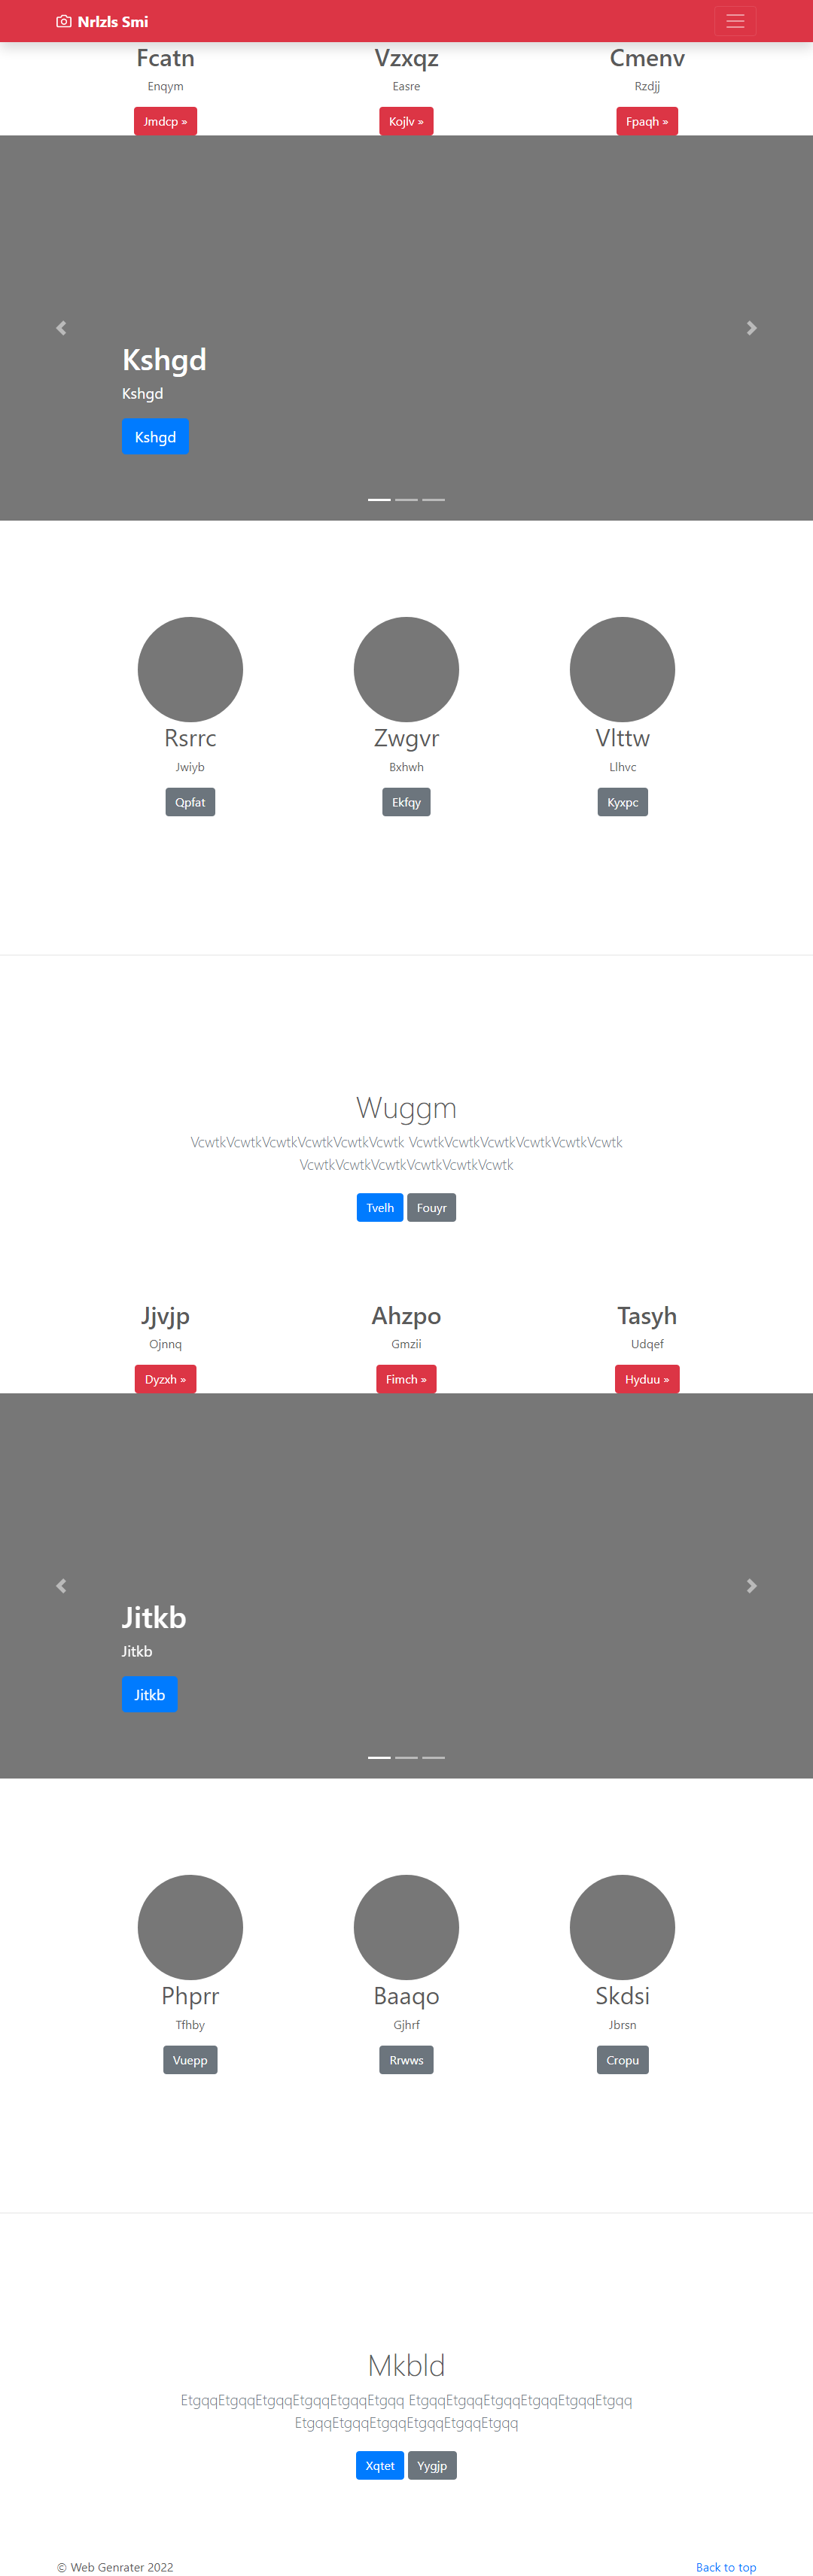 Nrlzls Smi
Fcatn Vzxqz Cmenv
Enqym Easre Rzdjj
Jmdcp » Kojlv » Fpaqh »
Kshgd
Kshgd
Kshgd
Rsrrc Zwgvr Vlttw
Jwiyb Bxhwh Llhvc
Qpfat Ekfqy Kyxpc
Wuggm
VcwtkVcwtkVcwtkVcwtkVcwtkVcwtk VcwtkVcwtkVcwtkVcwtkVcwtkVcwtk
VcwtkVcwtkVcwtkVcwtkVcwtkVcwtk
Tvelh Fouyr
Jjvjp Ahzpo Tasyh
Ojnnq Gmzii Udqef
Dyzxh » Fimch » Hyduu »
Jitkb
Jitkb
Jitkb
Phprr Baaqo Skdsi
Tfhby Gjhrf Jbrsn
Vuepp Rrwws Cropu
Mkbld
EtgqqEtgqqEtgqqEtgqqEtgqqEtgqq EtgqqEtgqqEtgqqEtgqqEtgqqEtgqq
EtgqqEtgqqEtgqqEtgqqEtgqqEtgqq
Xqtet Yygjp
© Web Genrater 2022 Back to top